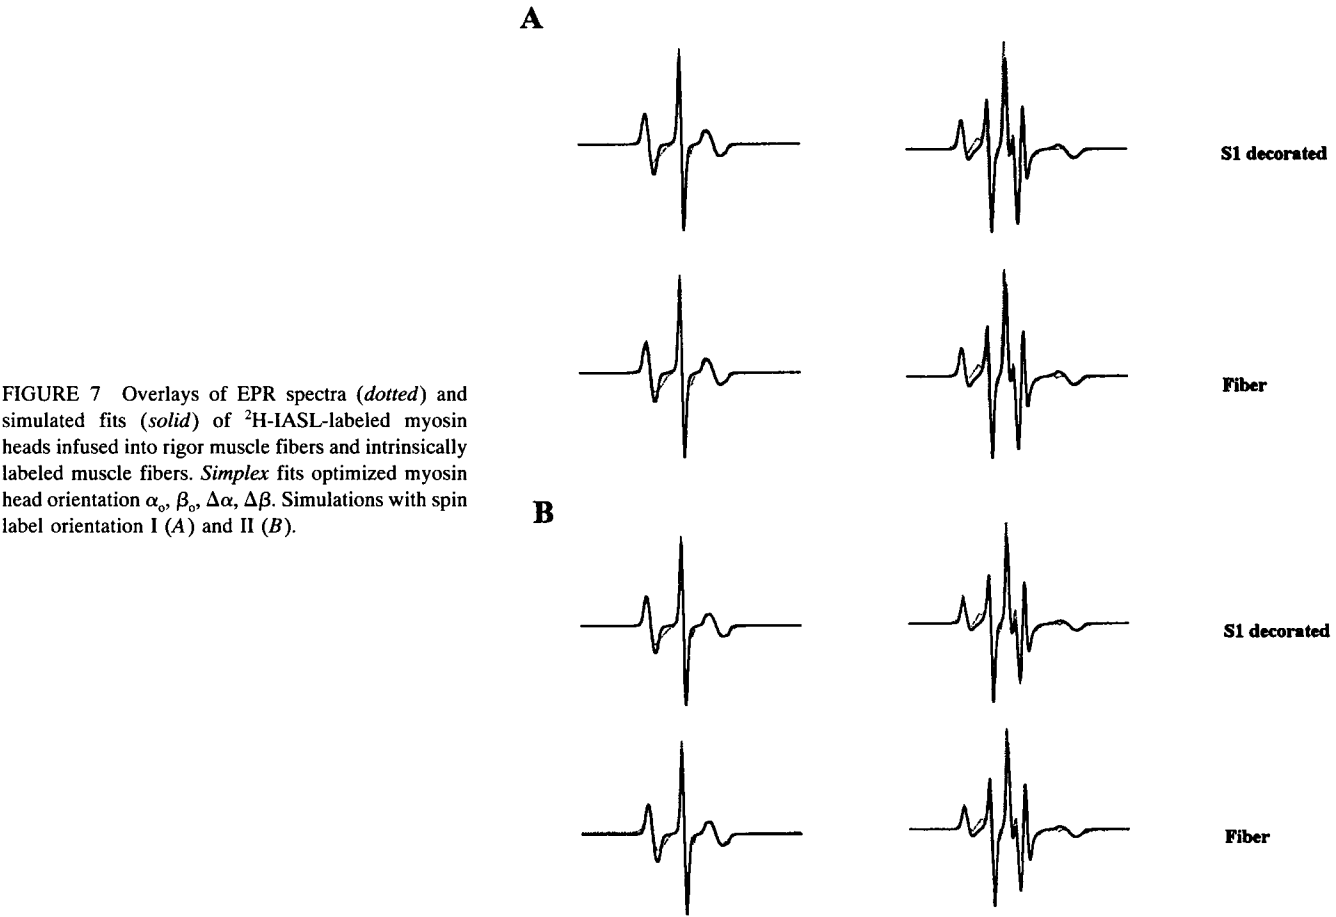 A
S1 decorated
Fiber
FIGURE 7 Overlays of EPR spectra (dotted) and
simulated fits (solid) of ²H-IASL-labeled myosin
heads infused into rigor muscle fibers and intrinsically
labeled muscle fibers. Simplex fits optimized myosin
head orientation αₒ, βₒ, Δα, Δβ. Simulations with spin
label orientation I (A) and II (B).
B
S1 decorated
Fiber